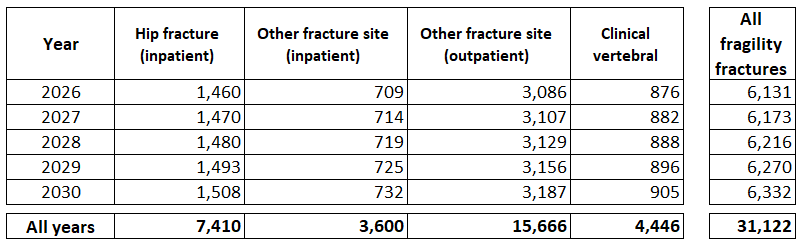 Year Hip fracture (inpatient) Other fracture site (inpatient) Other fracture site (outpatient) Clinical vertebral All fragility fractures
2026 1,460 709 3,086 876 6,131
2027 1,470 714 3,107 882 6,173
2028 1,480 719 3,129 888 6,216
2029 1,493 725 3,156 896 6,270
2030 1,508 732 3,187 905 6,332
All years 7,410 3,600 15,666 4,446 31,122